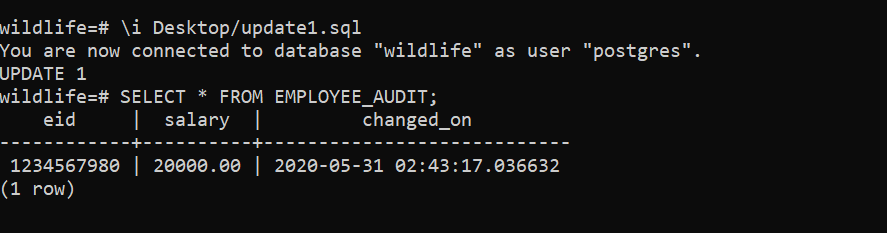 wildlife=# \i Desktop/update1.sql
You are now connected to database "wildlife" as user "postgres".
UPDATE 1
wildlife=# SELECT * FROM EMPLOYEE_AUDIT;
    eid     |  salary  |         changed_on
------------+----------+----------------------------
 1234567980 | 20000.00 | 2020-05-31 02:43:17.036632
(1 row)